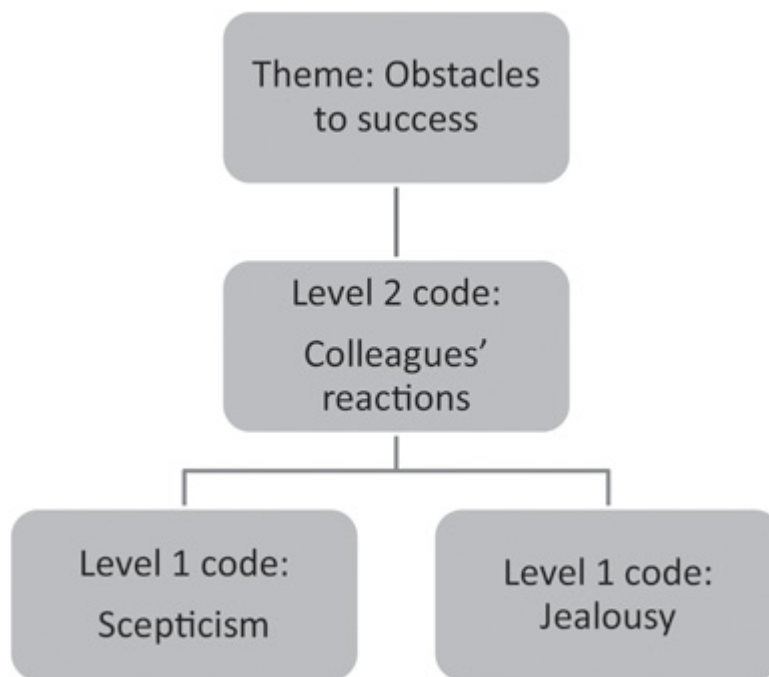 Theme: Obstacles
to success
Level 2 code:
Colleagues’
reactions
Level 1 code:
Scepticism
Level 1 code:
Jealousy